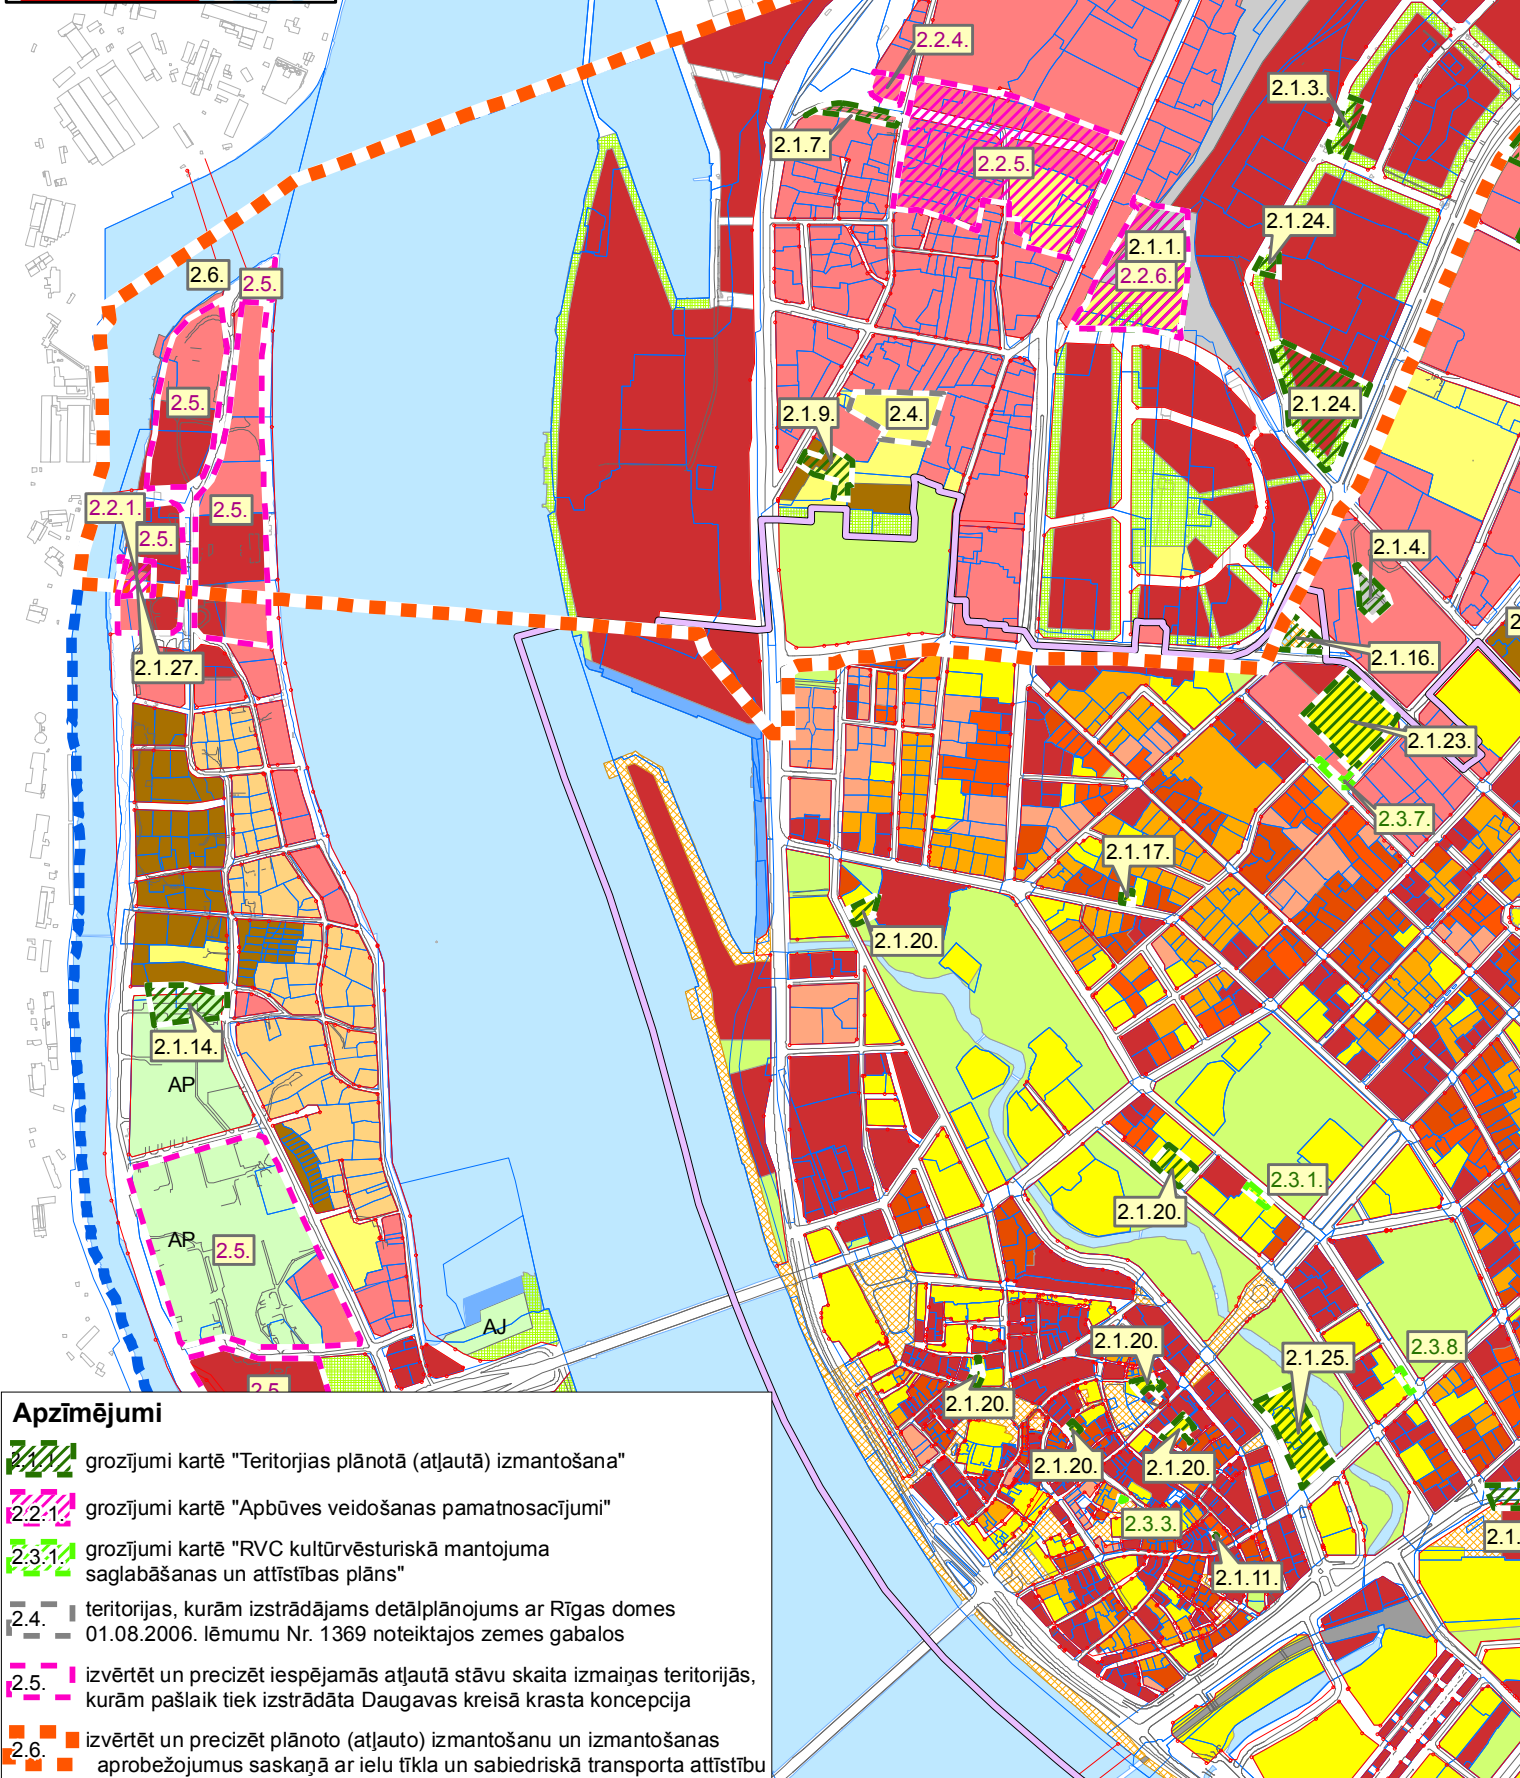 2.2.4.
2.1.3.
2.1.7.
2.2.5.
2.1.24.
2.1.1.
2.2.6.
2.6.
2.5.
2.5.
2.1.9.
2.4.
2.1.24.
2.2.1.
2.5.
2.5.
2.1.4.
2.1.27.
2.1.16.
2.1.23.
2.3.7.
2.1.17.
2.1.20.
2.1.14.
AP
2.3.1.
2.1.20.
AP
2.5.
AJ
2.1.20.
2.1.25.
2.3.8.
2.5.
2.1.20.
2.1.20.
2.1.20.
2.3.3.
2.1.
2.1.11.
Apzīmējumi
2.1.1. grozījumi kartē "Teritorjias plānotā (atļautā) izmantošana"
2.2.1. grozījumi kartē "Apbūves veidošanas pamatnosacījumi"
2.3.1. grozījumi kartē "RVC kultūrvēsturiskā mantojuma
saglabāšanas un attīstības plāns"
2.4. teritorijas, kurām izstrādājams detālplānojums ar Rīgas domes
01.08.2006. lēmumu Nr. 1369 noteiktajos zemes gabalos
2.5. izvērtēt un precizēt iespējamās atļautā stāvu skaita izmaiņas teritorijās,
kurām pašlaik tiek izstrādāta Daugavas kreisā krasta koncepcija
2.6. izvērtēt un precizēt plānoto (atļauto) izmantošanu un izmantošanas
aprobežojumus saskaņā ar ielu tīkla un sabiedriskā transporta attīstību